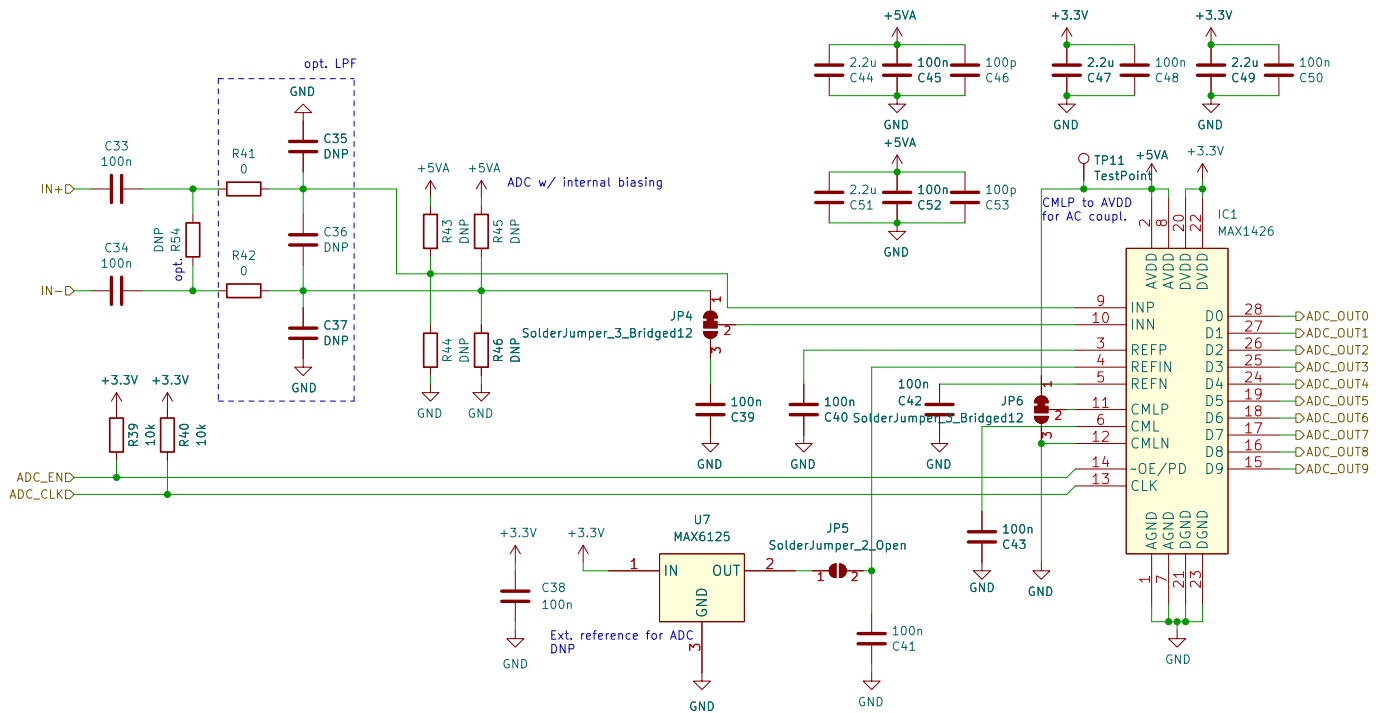 +5VA
+3.3V
+3.3V
2.2u
C44
100n
C45
100p
C46
2.2u
C47
100n
C48
2.2u
C49
100n
C50
GND
GND
GND
opt. LPF
GND
C35
DNP
C33
100n
R41
0
IN+
DNP
R54
opt.
C36
DNP
C34
100n
R42
0
IN-
C37
DNP
GND
+5VA
+5VA
ADC w/ internal biasing
R43
DNP
R45
DNP
R44
DNP
R46
DNP
GND
GND
+5VA
2.2u
C51
100n
C52
100p
C53
GND
TP11
TestPoint
+5VA
+3.3V
CMLP to AVDD
for AC coupl.
IC1
MAX1426
2
8
20
22
AVDD
AVDD
DVDD
DVDD
JP4
SolderJumper_3_Bridged12
1
2
3
100n
C39
GND
100n
C40
GND
100n
C42
GND
JP6
SolderJumper_3_Bridged12
1
2
3
9
INP
10
INN
3
REFP
4
REFIN
5
REFN
11
CMLP
6
CML
12
CMLN
14
~OE/PD
13
CLK
D0
28
ADC_OUT0
D1
27
ADC_OUT1
D2
26
ADC_OUT2
D3
25
ADC_OUT3
D4
24
ADC_OUT4
D5
19
ADC_OUT5
D6
18
ADC_OUT6
D7
17
ADC_OUT7
D8
16
ADC_OUT8
D9
15
ADC_OUT9
AGND
AGND
DGND
DGND
1
7
21
23
GND
+3.3V
+3.3V
R39
10k
R40
10k
ADC_EN
ADC_CLK
+3.3V
C38
100n
GND
+3.3V
U7
MAX6125
1
IN
OUT
2
GND
3
GND
Ext. reference for ADC
DNP
JP5
SolderJumper_2_Open
1
2
100n
C41
GND
100n
C43
GND
GND